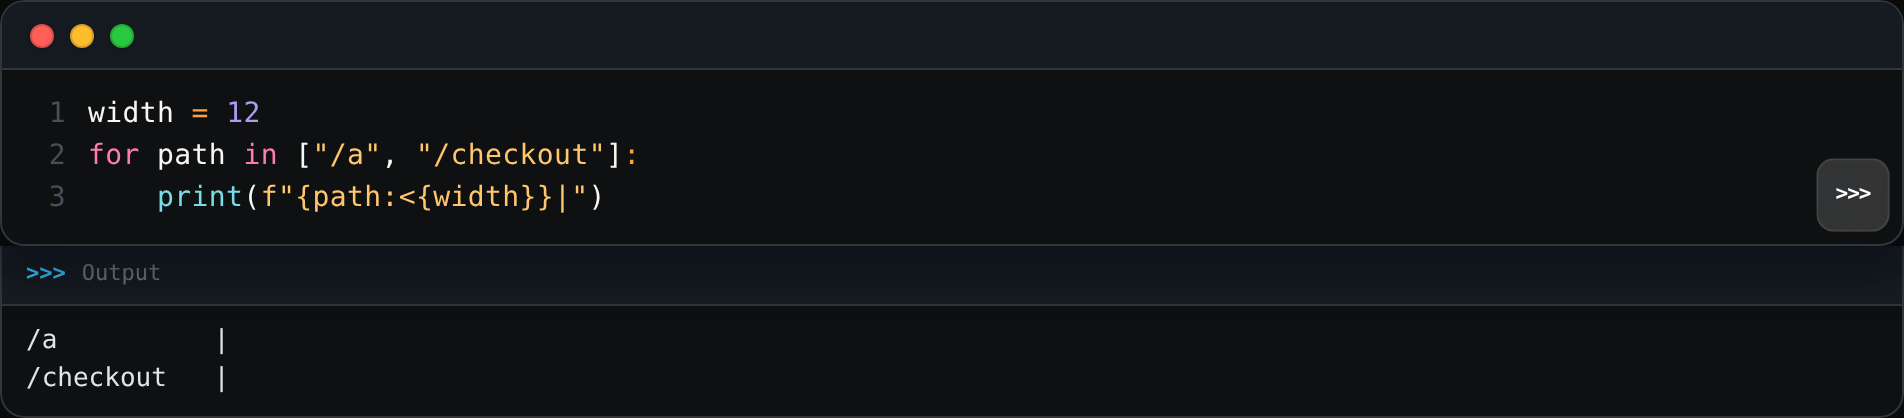 1 width = 12
2 for path in ["/a", "/checkout"]:
3     print(f"{path:<{width}}|")
>>>
>>> Output
/a          |
/checkout   |